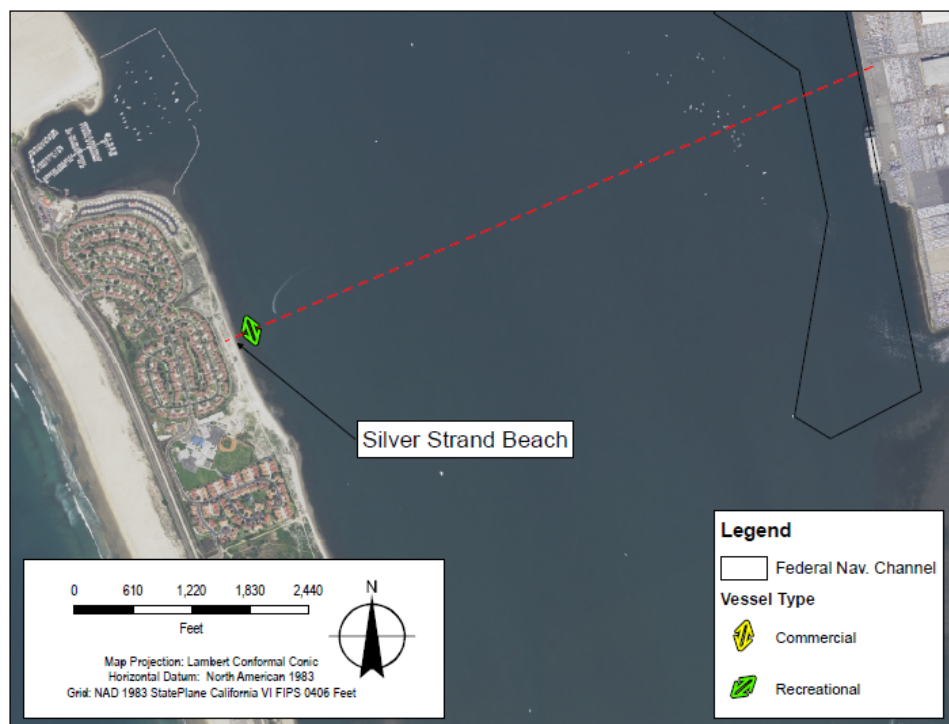 Silver Strand Beach
0 610 1,220 1,830 2,440
Feet
N
Map Projection: Lambert Conformal Conic
Horizontal Datum: North American 1983
Grid: NAD 1983 StatePlane California VI FIPS 0406 Feet
Legend
Federal Nav. Channel
Vessel Type
Commercial
Recreational